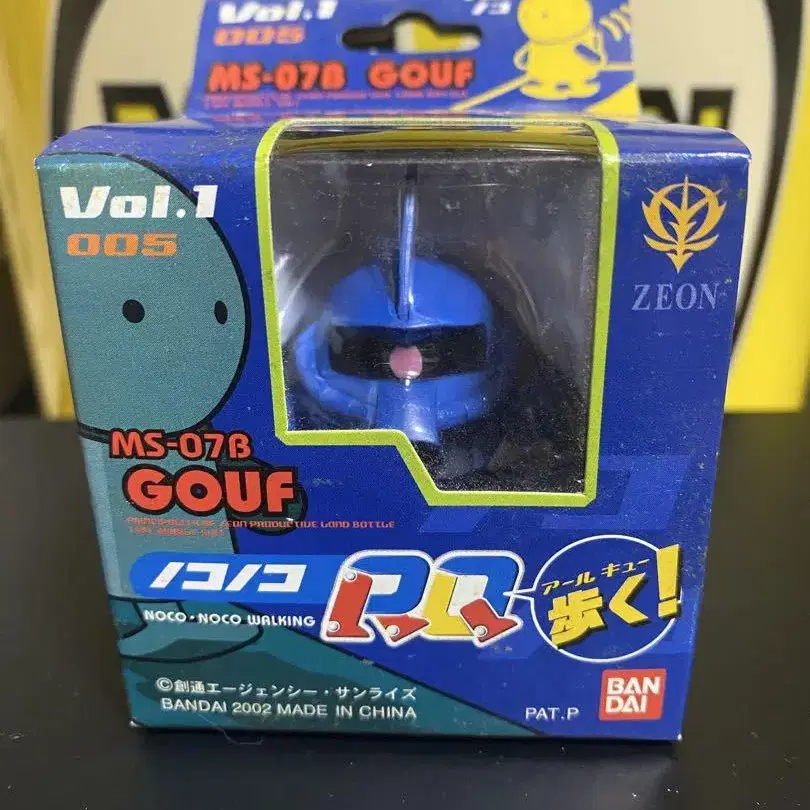 Vol.1
005
MS-07B GOUF
Vol.1
005
ZEON
MS-07B
GOUF
ノコノコ
NOCO・NOCO WALKING
RQ
アール キュー
歩く!
©創通エージェンシー・サンライズ
BANDAI 2002 MADE IN CHINA
PAT.P
BAN
DAI